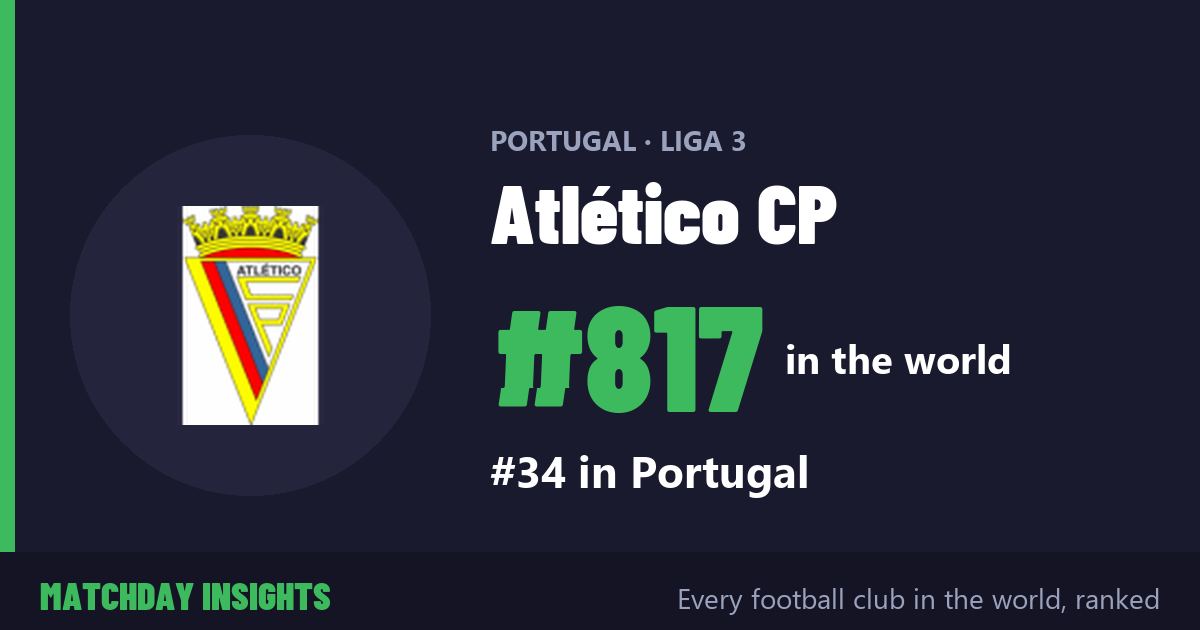 PORTUGAL · LIGA 3
Atlético CP
ATLÉTICO
CP
#817 in the world
#34 in Portugal
MATCHDAY INSIGHTS
Every football club in the world, ranked